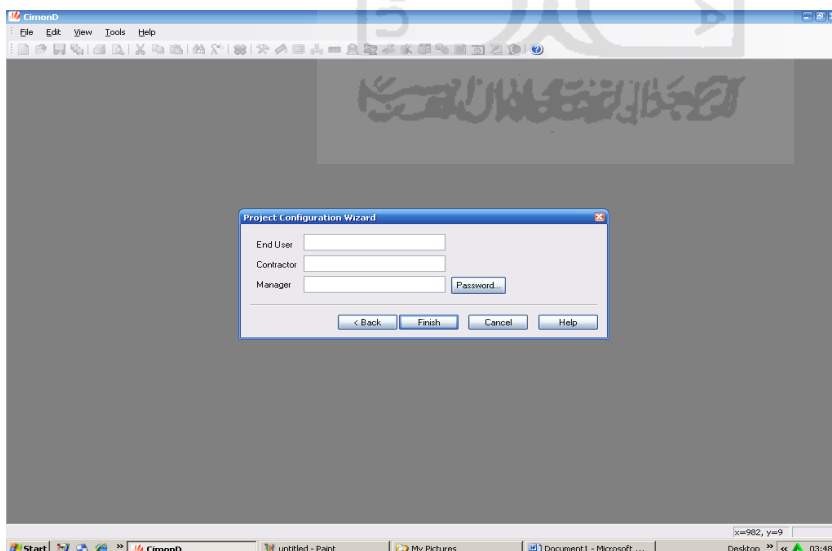 CimonD
File Edit View Tools Help
Project Configuration Wizard
End User
Contractor
Manager Password...
< Back Finish Cancel Help
x=982, y=9
Start CimonD untitled - Paint My Pictures Document1 - Microsoft ... Desktop 03:48